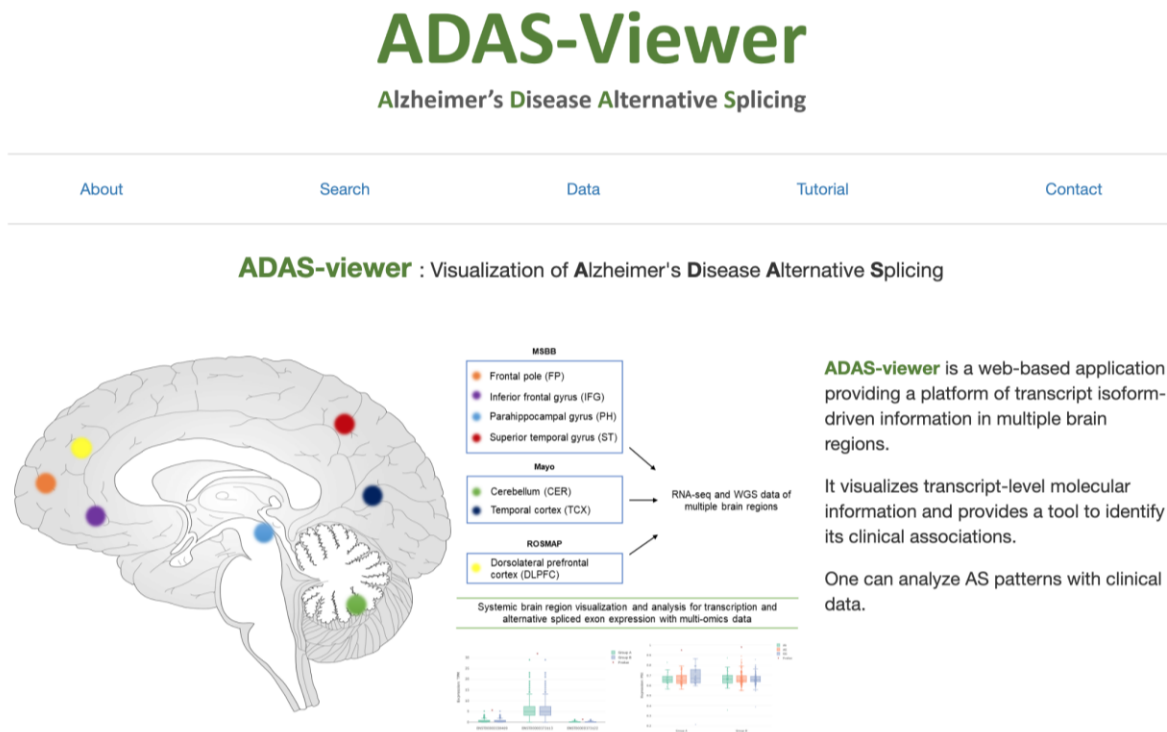 ADAS-Viewer
Alzheimer's Disease Alternative Splicing
About
Search
Data
Tutorial
Contact
ADAS-viewer : Visualization of Alzheimer's Disease Alternative Splicing
MSBB
Frontal pole (FP)
Inferior frontal gyrus (IFG)
Parahippocampal gyrus (PH)
Superior temporal gyrus (ST)
Mayo
Cerebellum (CER)
Temporal cortex (TCX)
ROSMAP
Dorsolateral prefrontal
cortex (DLPFC)
RNA-seq and WGS data of
multiple brain regions
Systemic brain region visualization and analysis for transcription and
alternative spliced exon expression with multi-omics data
ADAS-viewer is a web-based application
providing a platform of transcript isoform-
driven information in multiple brain
regions.
It visualizes transcript-level molecular
information and provides a tool to identify
its clinical associations.
One can analyze AS patterns with clinical
data.